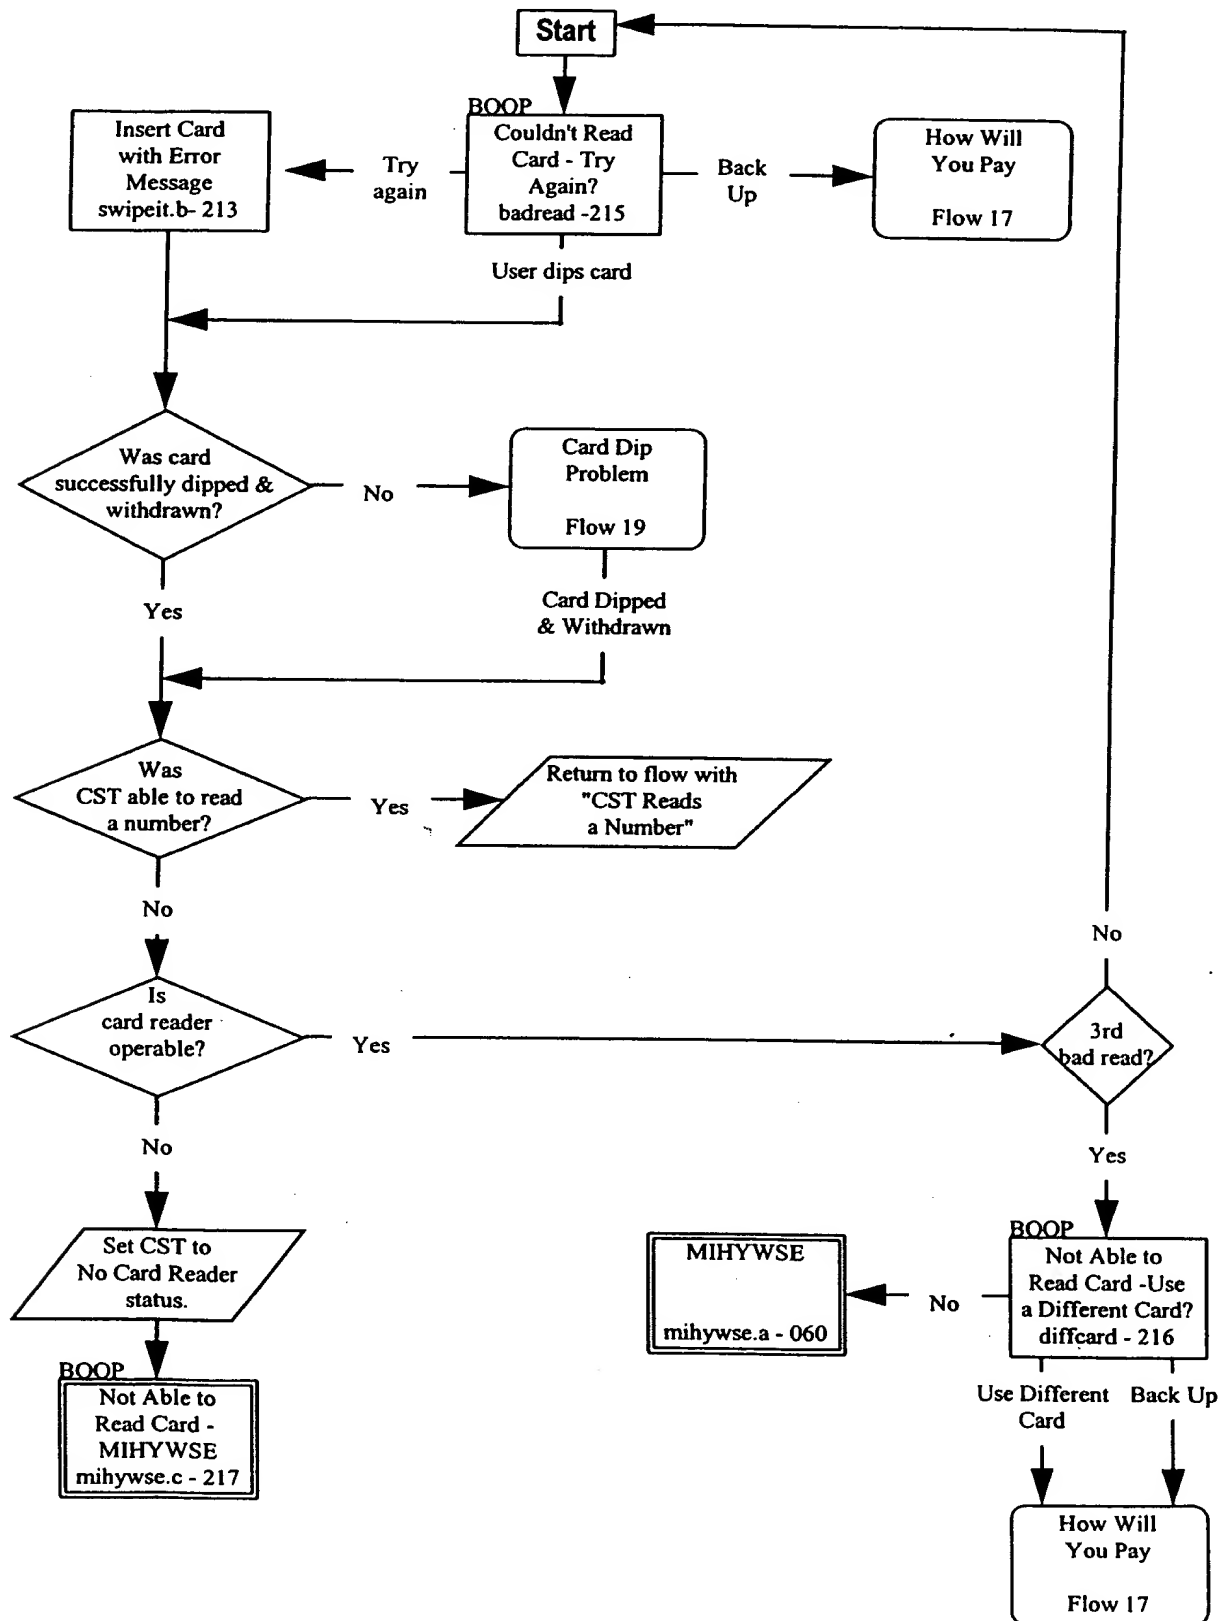 Start
BOOP
Couldn't Read
Card - Try
Again?
badread -215
Insert Card
with Error
Message
swipeit.b- 213
Try
again
Back
Up
How Will
You Pay
Flow 17
User dips card
Was card
successfully dipped &
withdrawn?
No
Card Dip
Problem
Flow 19
Yes
Card Dipped
& Withdrawn
Was
CST able to read
a number?
Yes
Return to flow with
"CST Reads
a Number"
No
No
Is
card reader
operable?
Yes
3rd
bad read?
No
Yes
Set CST to
No Card Reader
status.
MIHYWSE
mihywse.a - 060
No
BOOP
Not Able to
Read Card -Use
a Different Card?
diffcard - 216
BOOP
Not Able to
Read Card -
MIHYWSE
mihywse.c - 217
Use Different
Card
Back Up
How Will
You Pay
Flow 17